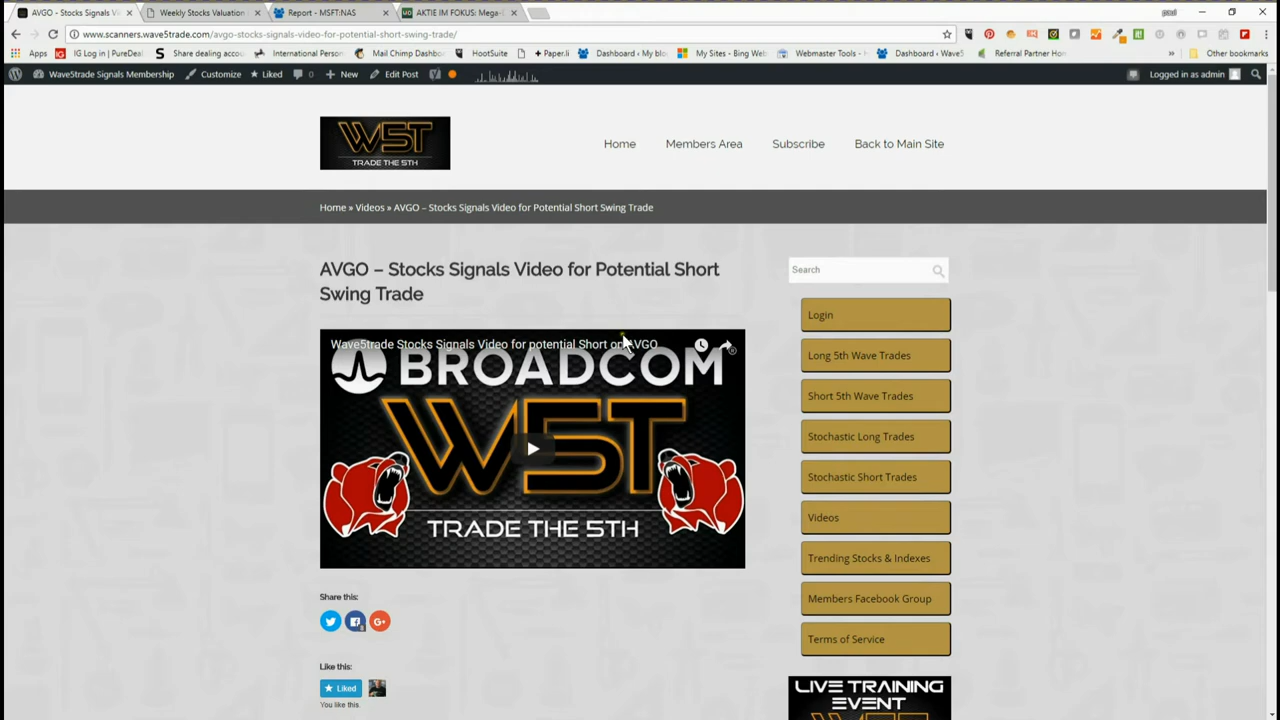 AVGO - Stocks Signals Vi
Weekly Stocks Valuation
Report - MSFT:NAS
AKTIE IM FOKUS: Mega-
paul
www.scanners.wave5trade.com/avgo-stocks-signals-video-for-potential-short-swing-trade/
Apps
IG Log in | PureDeal
Share dealing accou
International Person
Mail Chimp Dashbo
HootSuite
+ Paper.li
Dashboard ‹ My blo
My Sites - Bing Web
Webmaster Tools -
Dashboard ‹ Wave5
Referral Partner Hom
»
Other bookmarks
Wave5trade Signals Membership
Customize
Liked
0
New
Edit Post
Logged in as admin
W5T
TRADE THE 5TH
Home
Members Area
Subscribe
Back to Main Site
Home » Videos » AVGO – Stocks Signals Video for Potential Short Swing Trade
AVGO – Stocks Signals Video for Potential Short
Swing Trade
Search
Wave5trade Stocks Signals Video for potential Short on AVGO
BROADCOM
W5T
TRADE THE 5TH
Login
Long 5th Wave Trades
Short 5th Wave Trades
Stochastic Long Trades
Stochastic Short Trades
Videos
Trending Stocks & Indexes
Members Facebook Group
Terms of Service
Share this:
Like this:
Liked
You like this.
LIVE TRAINING
EVENT